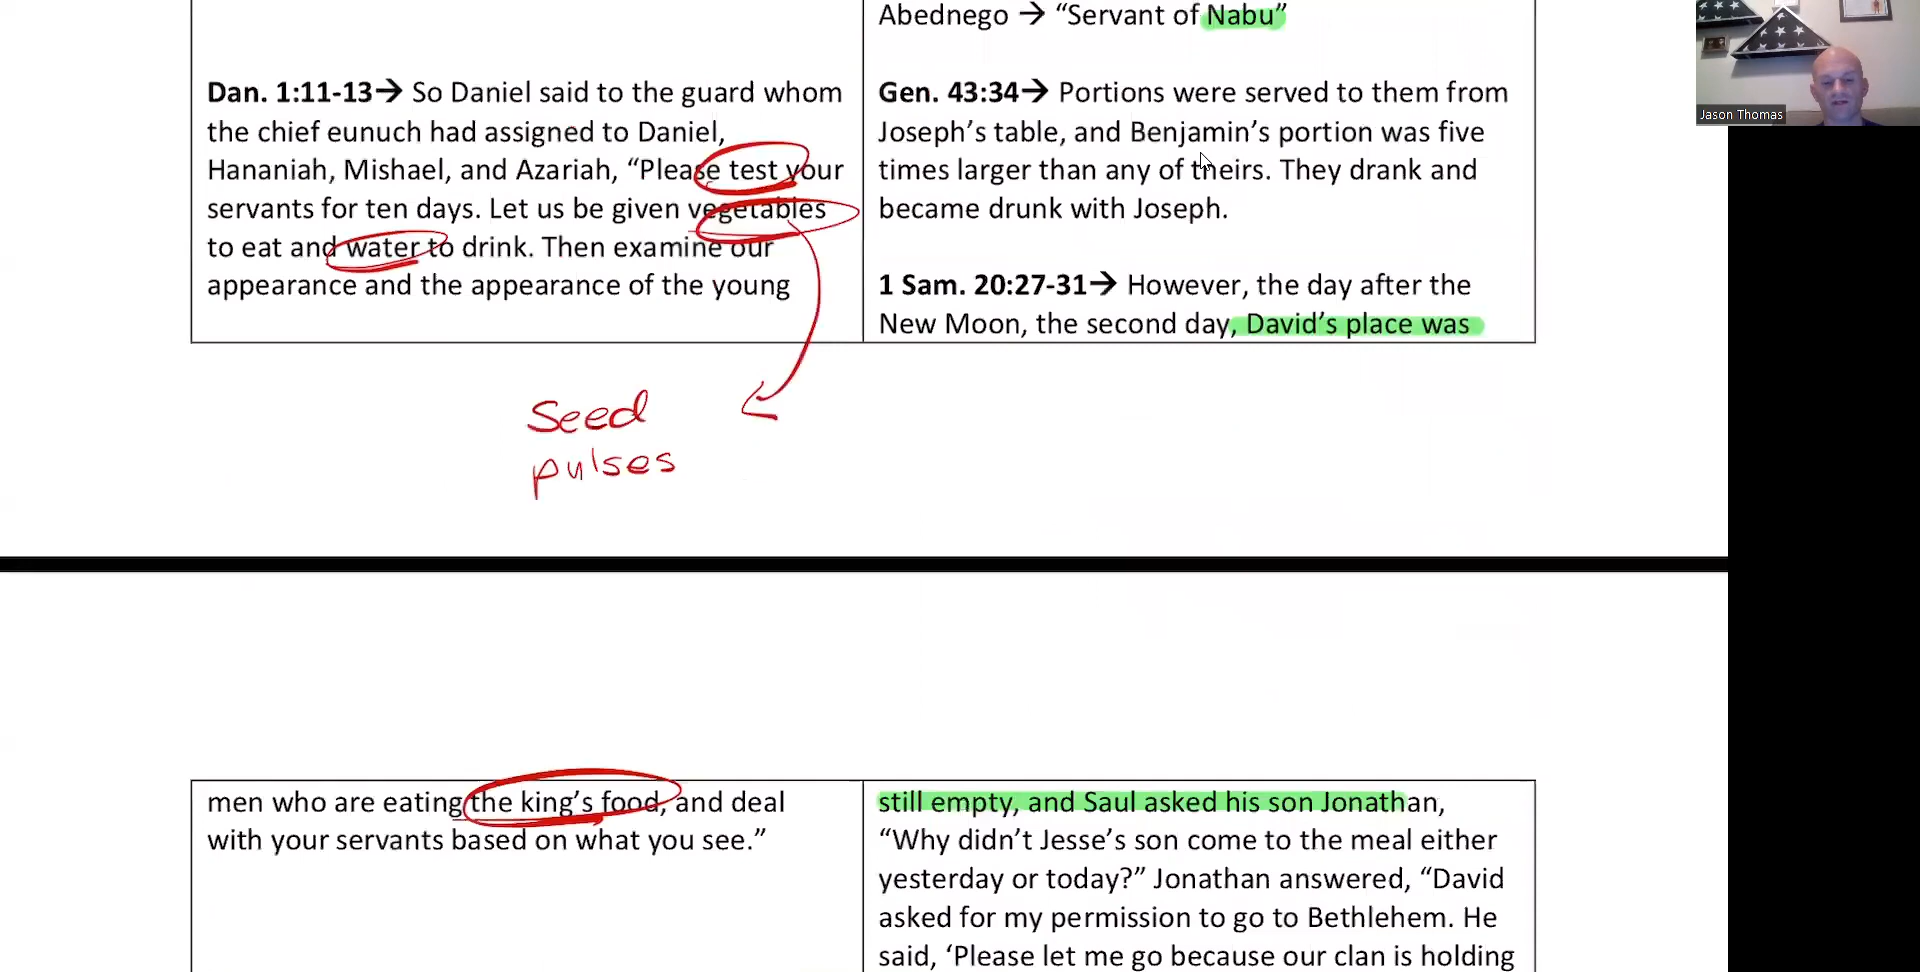 Abednego → “Servant of Nabu”
Jason Thomas
Dan. 1:11-13→ So Daniel said to the guard whom
the chief eunuch had assigned to Daniel,
Hananiah, Mishael, and Azariah, “Please test your
servants for ten days. Let us be given vegetables
to eat and water to drink. Then examine our
appearance and the appearance of the young
Gen. 43:34→ Portions were served to them from
Joseph’s table, and Benjamin’s portion was five
times larger than any of theirs. They drank and
became drunk with Joseph.
1 Sam. 20:27-31→ However, the day after the
New Moon, the second day, David’s place was
Seed
pulses
men who are eating the king’s food, and deal
with your servants based on what you see.”
still empty, and Saul asked his son Jonathan,
“Why didn’t Jesse’s son come to the meal either
yesterday or today?” Jonathan answered, “David
asked for my permission to go to Bethlehem. He
said, ‘Please let me go because our clan is holding